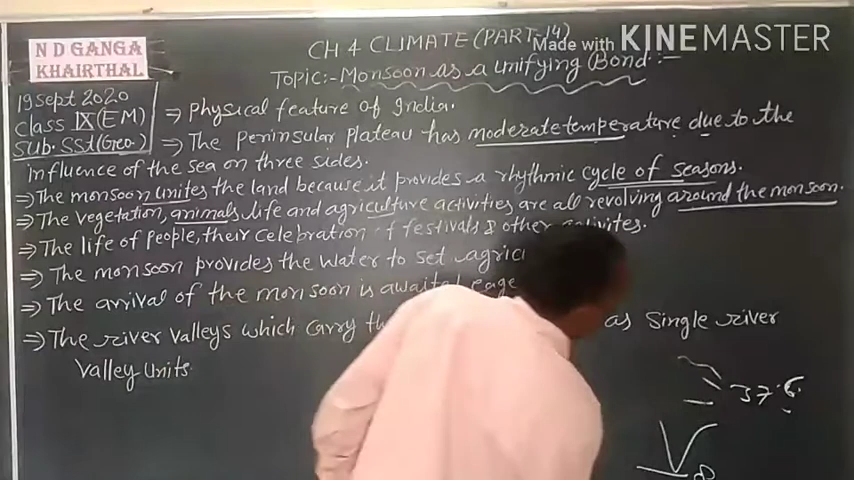 N D GANGA
KHAIRTHAL
Made with KINEMASTER
CH 4 CLIMATE (PART-14)
Topic:- Monsoon as a unifying Bond :-
19 Sept 2020
Class IX (EM)
Sub. SSt (Geo.)
⇒ Physical feature of India.
⇒ The Peninsular Plateau has moderate temperature due to the
influence of the sea on three sides.
⇒ The monsoon unites the land because it provides a rhythmic cycle of seasons.
⇒ The vegetation, animals life and agriculture activities are all revolving around the monsoon.
⇒ The life of people, their celebration of festivals & other activites.
⇒ The monsoon provides the water to set agric
⇒ The arrival of the monsoon is awaited eage
⇒ The river valleys which carry th as Single river
Valley Units.